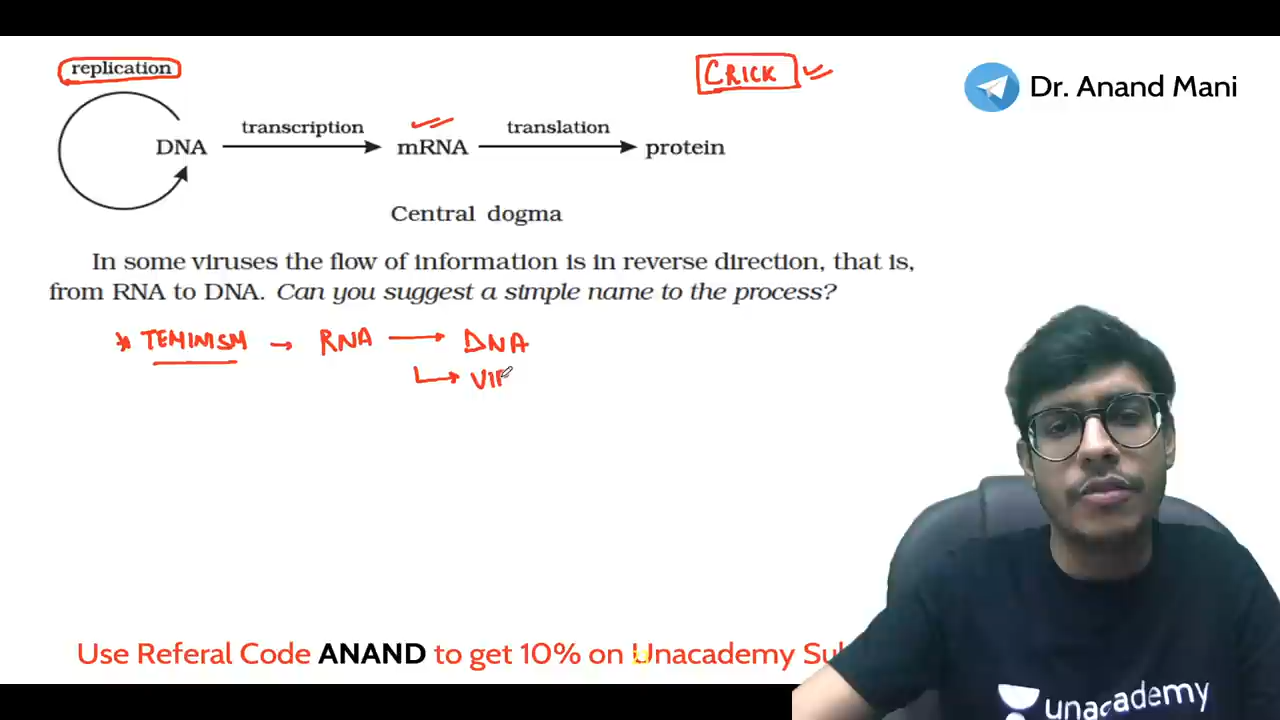 replication
CRICK
Dr. Anand Mani
DNA transcription mRNA translation protein
Central dogma
In some viruses the flow of information is in reverse direction, that is,
from RNA to DNA. Can you suggest a simple name to the process?
TEMINISM → RNA → DNA
Use Referal Code ANAND to get 10% on Unacademy
unacademy